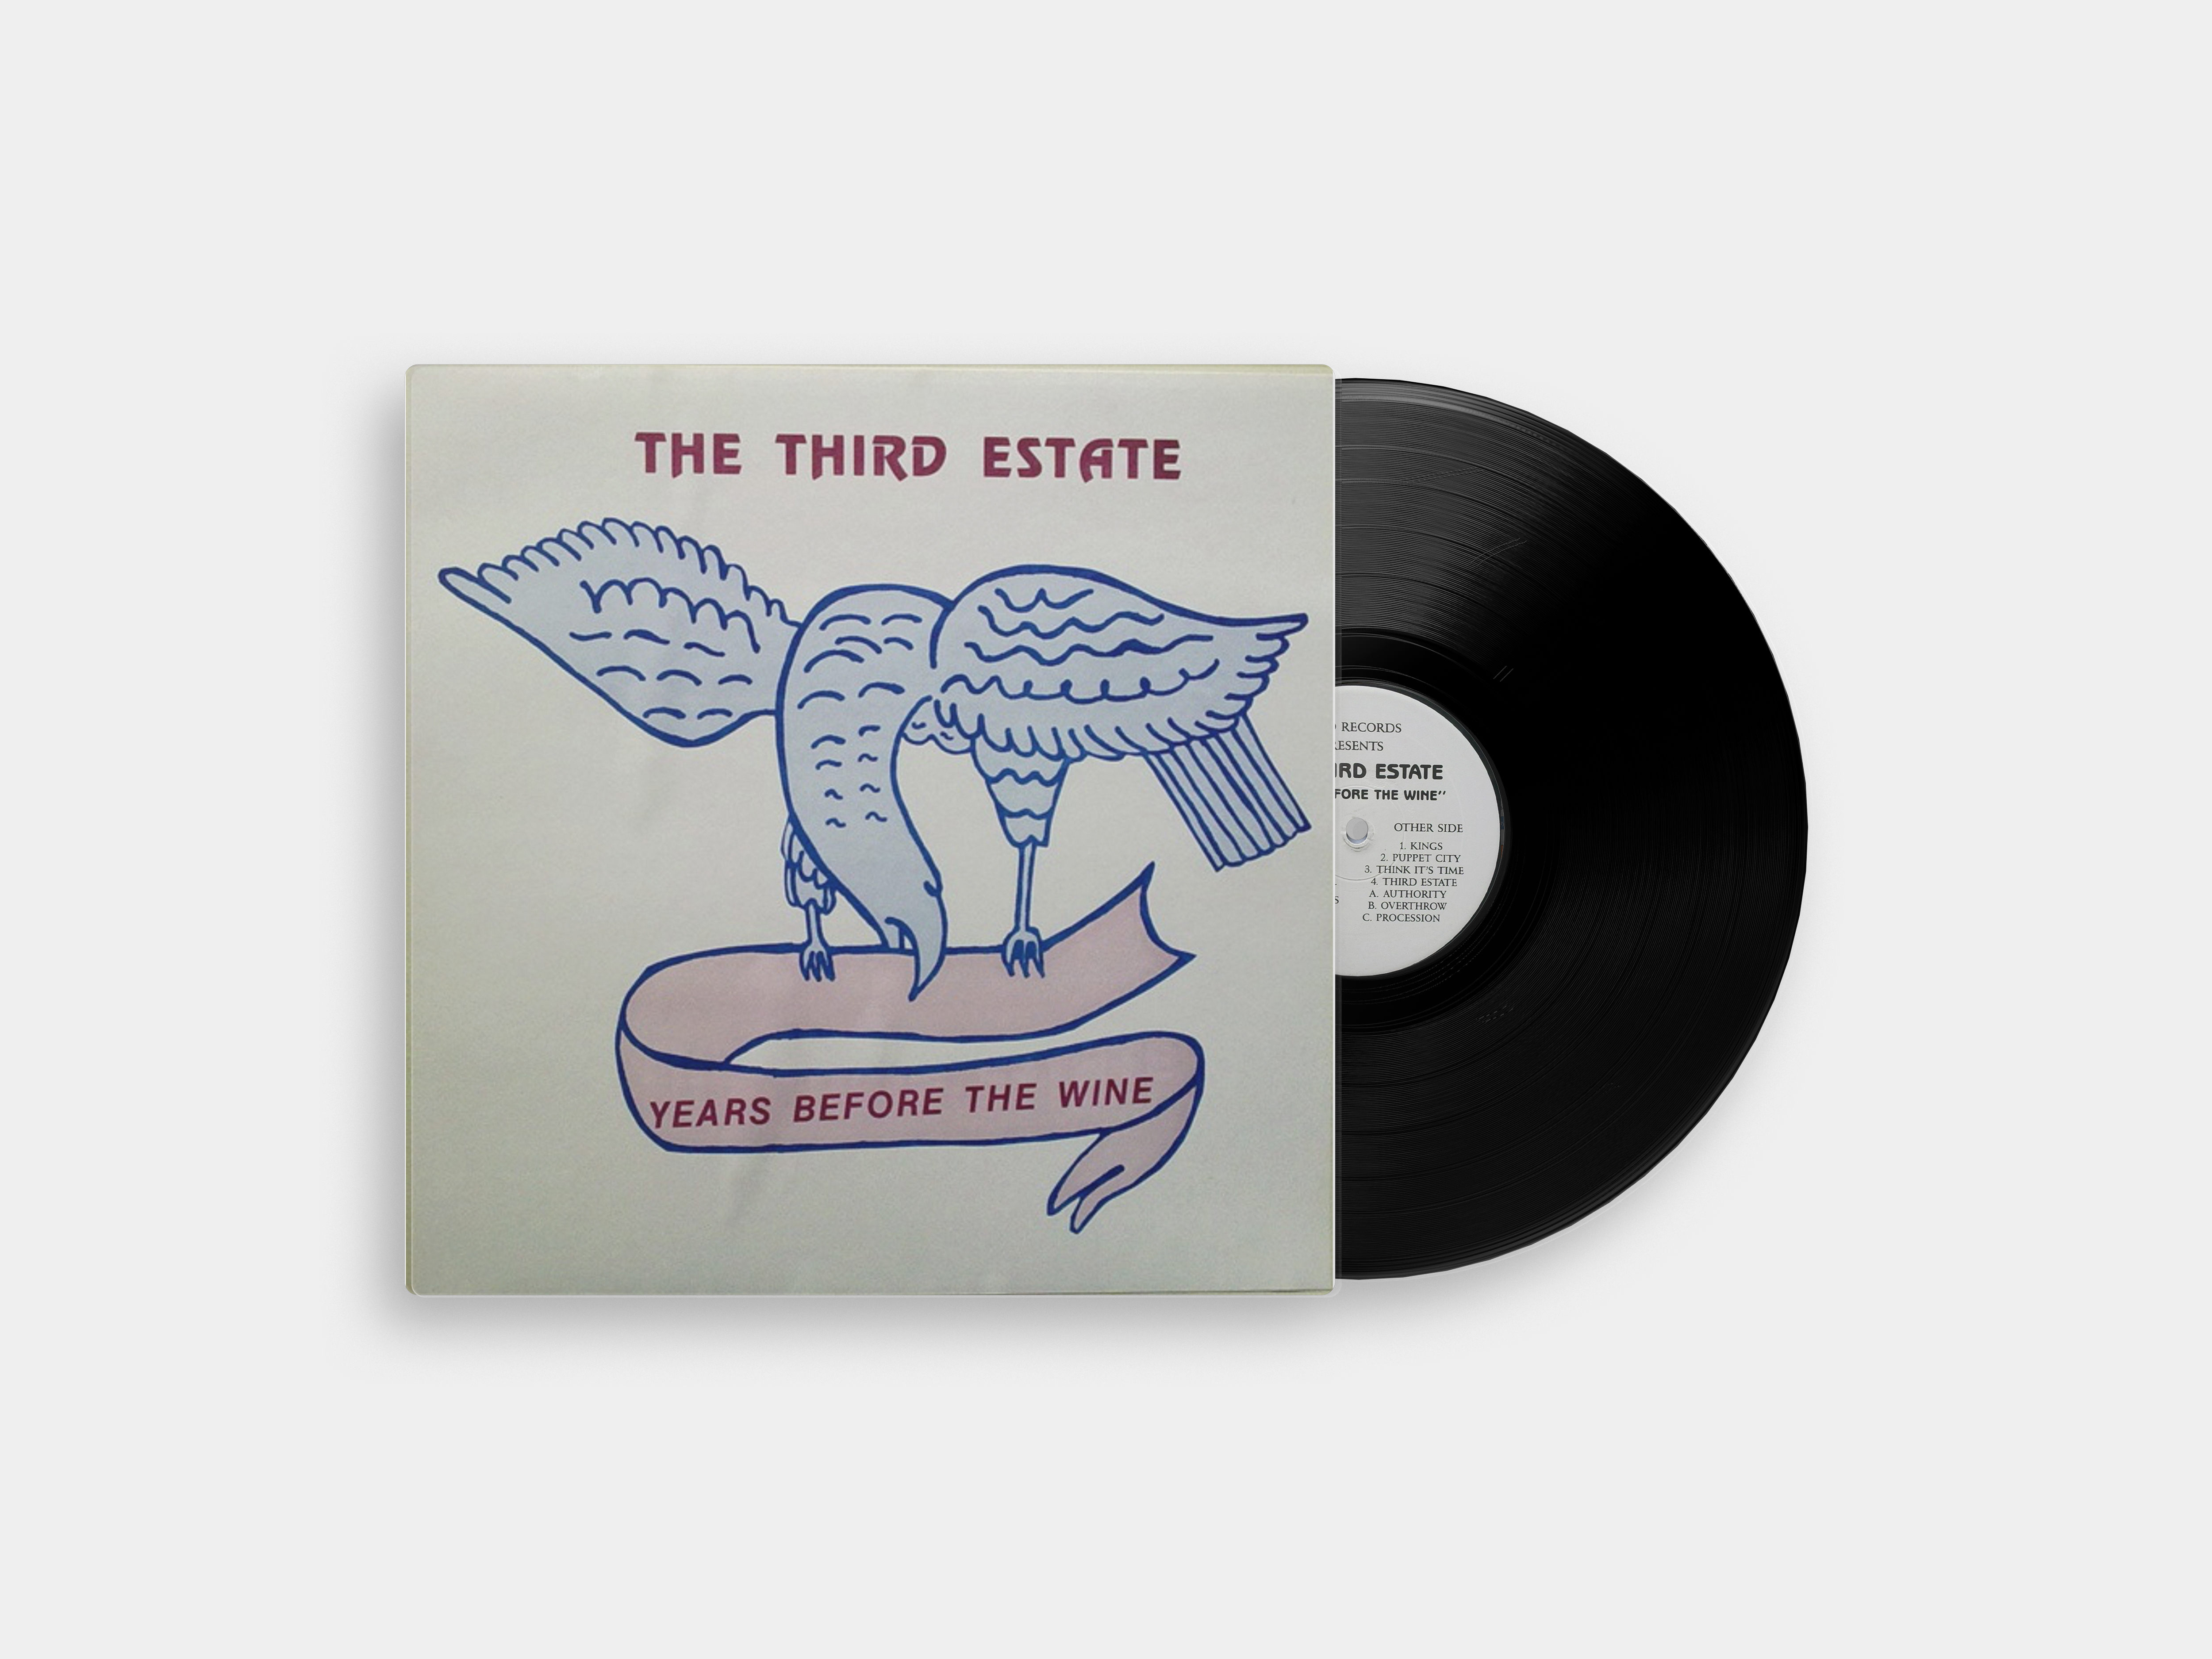 THE THIRD ESTATE
YEARS BEFORE THE WINE
RECORDS
IRD ESTATE
FORE THE WINE"
OTHER SIDE
1. KINGS
2. PUPPET CITY
3. THINK IT'S TIME
4. THIRD ESTATE
A. AUTHORITY
B. OVERTHROW
C. PROCESSION